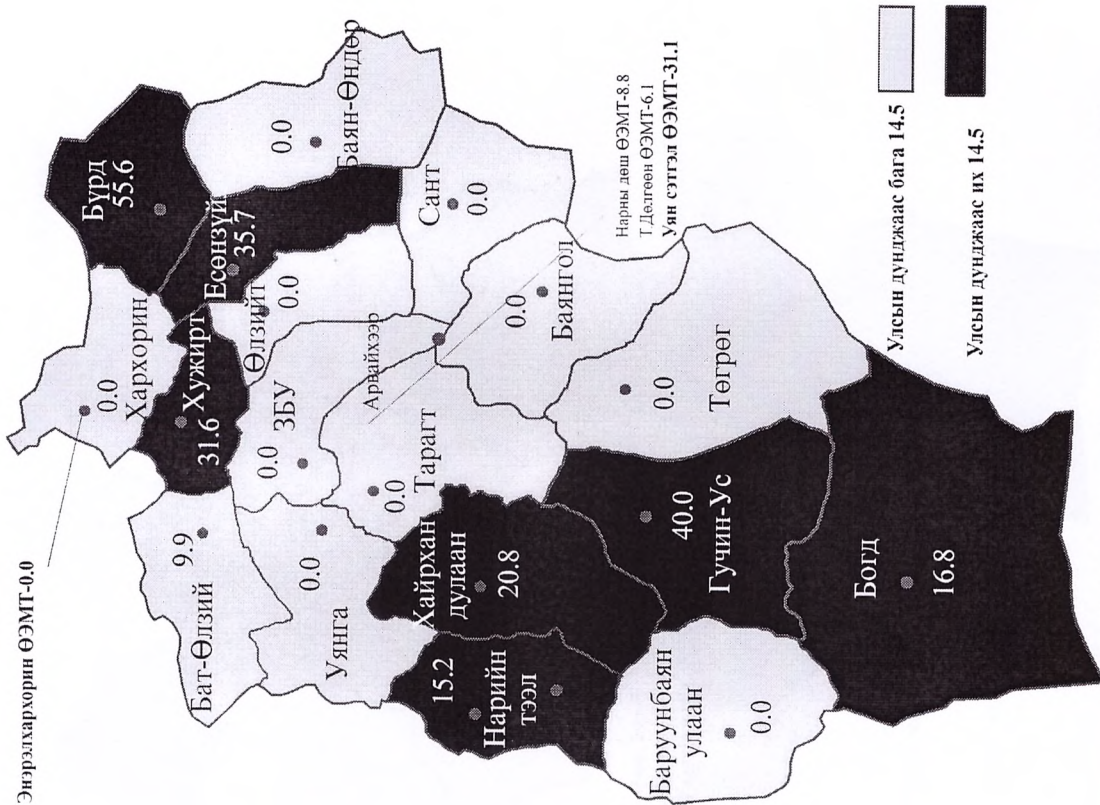 Энэрэлхархорин ӨЭМТ-0.0
Хархорин
0.0
Бүрд
55.6
Хужирт
31.6
Есөнзүй
35.7
Баян-Өндөр
0.0
Бат-Өлзий
9.9
Өлзийт
0.0
ЗБУ
0.0
Сант
0.0
Уянга
0.0
Арвайхээр
Тарагт
0.0
Нарны дөш ӨЭМТ-8.8
Т.Дөлгөөн ӨЭМТ-6.1
Уян сэтгэл ӨЭМТ-31.1
Баянгол
0.0
Хайрхан
дулаан
20.8
15.2
Нарийн
тээл
Төгрөг
0.0
40.0
Гучин-Ус
Баруунбаян
улаан
0.0
Богд
16.8
Улсын дунджаас бага 14.5
Улсын дунджаас их 14.5